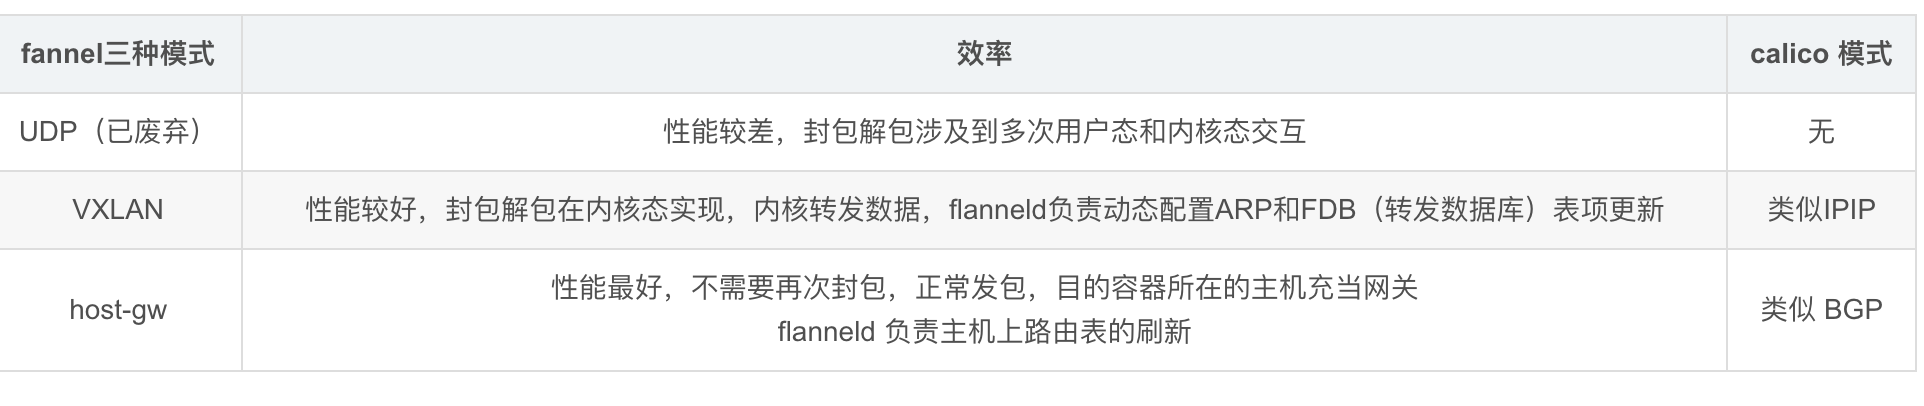 fannel三种模式 效率 calico 模式
UDP（已废弃） 性能较差，封包解包涉及到多次用户态和内核态交互 无
VXLAN 性能较好，封包解包在内核态实现，内核转发数据，flanneld负责动态配置ARP和FDB（转发数据库）表项更新 类似IPIP
host-gw 性能最好，不需要再次封包，正常发包，目的容器所在的主机充当网关
flanneld 负责主机上路由表的刷新 类似 BGP